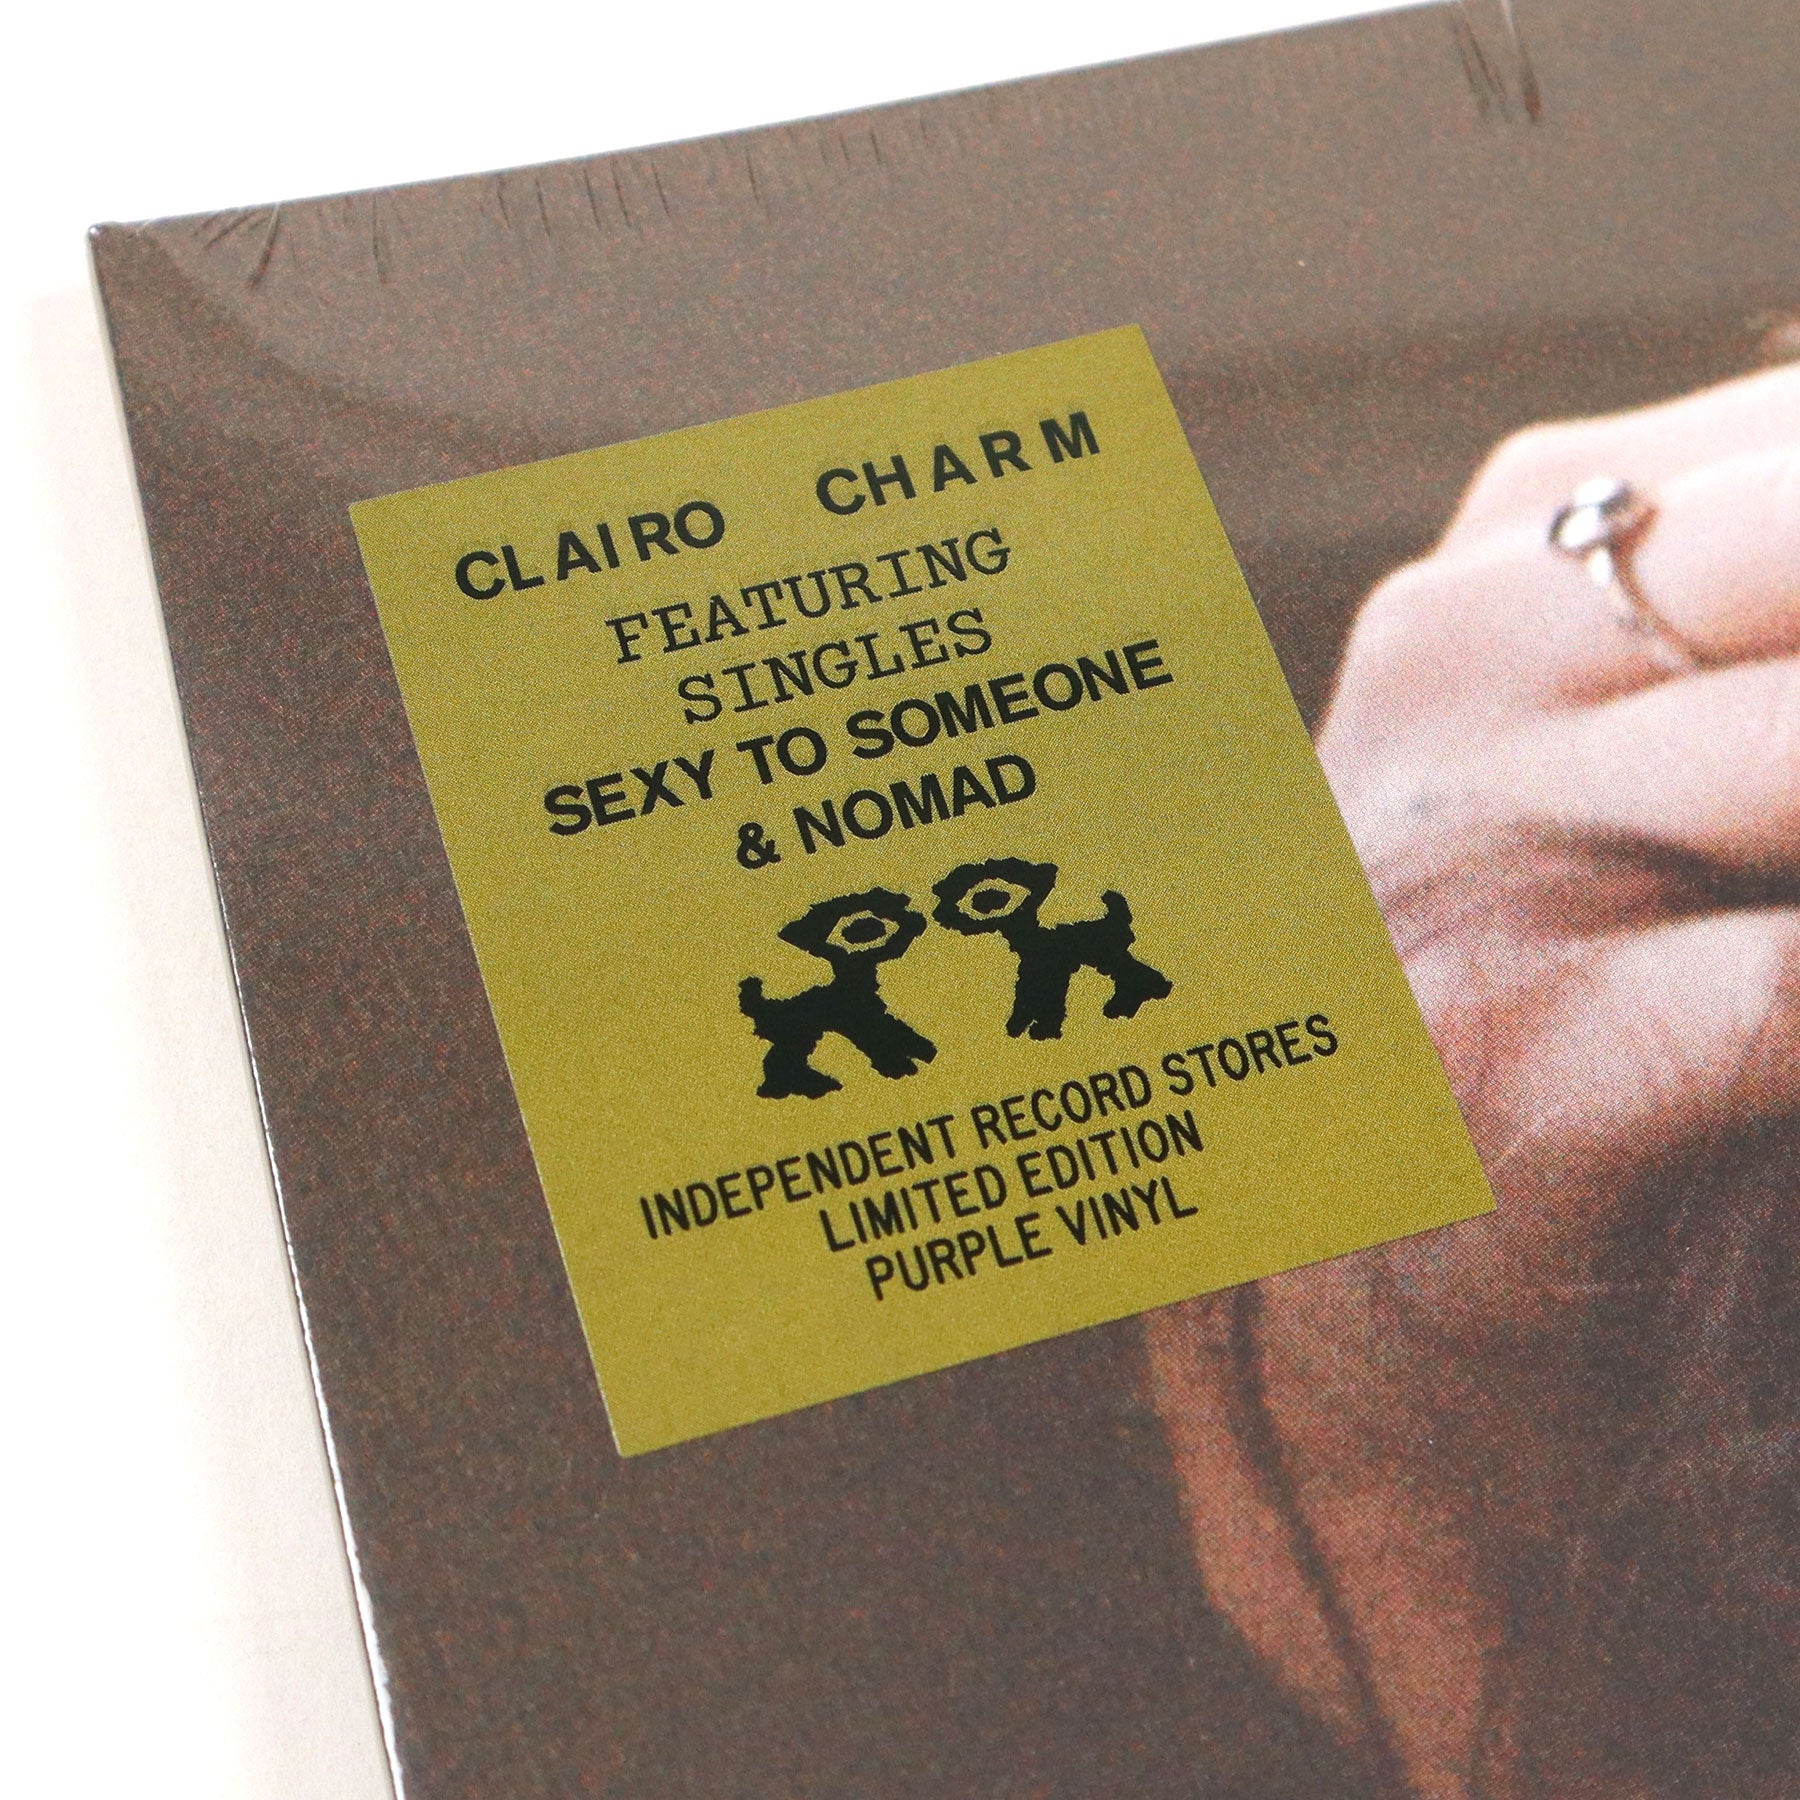 CLAIRO CHARM
FEATURING
SINGLES
SEXY TO SOMEONE
& NOMAD
INDEPENDENT RECORD STORES
LIMITED EDITION
PURPLE VINYL